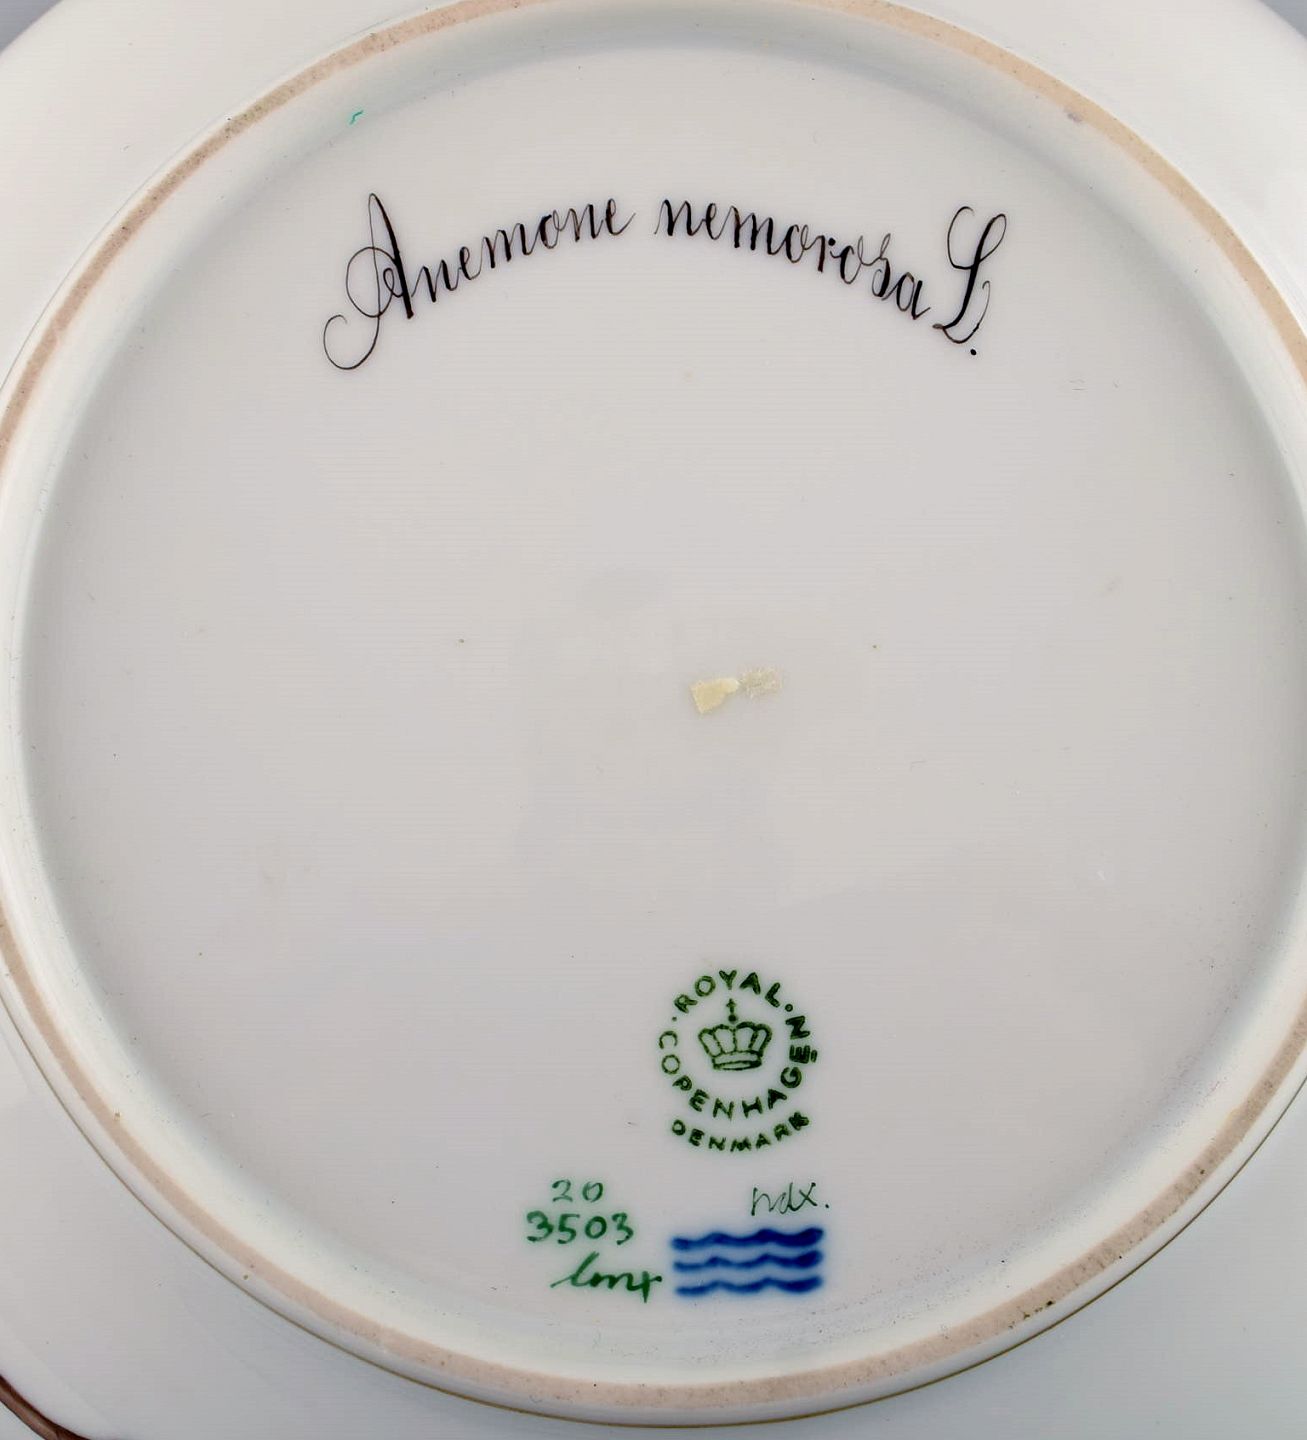 Anemone nemorosa L.
ROYAL
COPENHAGEN
DENMARK
20
3503